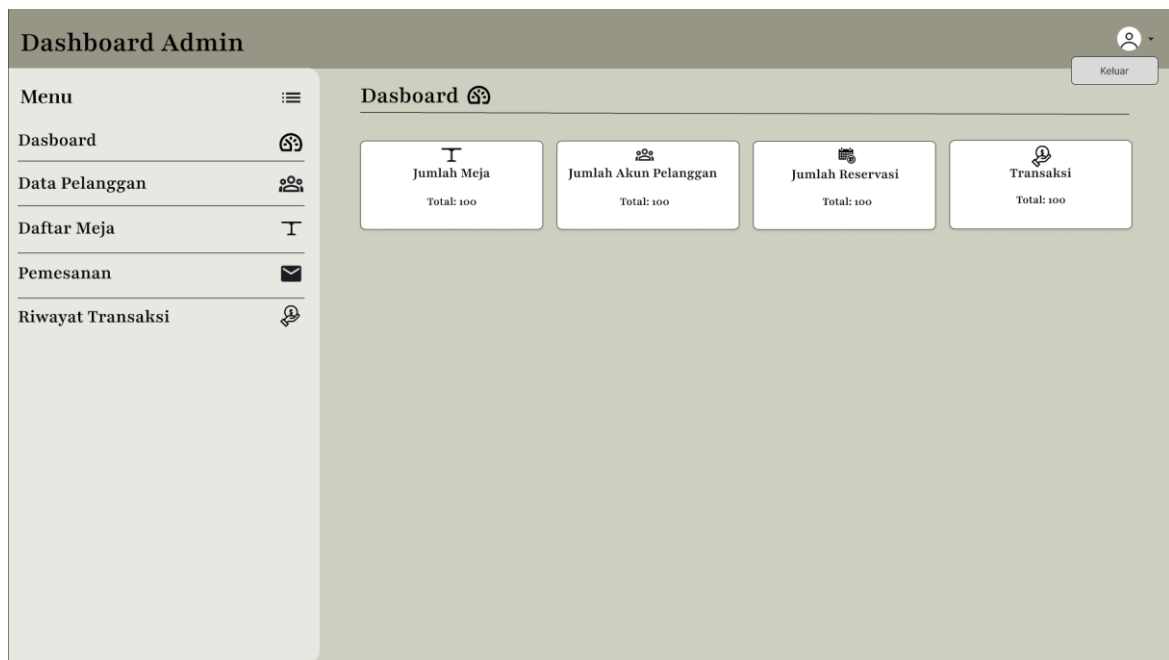 Dashboard Admin
Keluar
Menu
Dasboard
Data Pelanggan
Daftar Meja
Pemesanan
Riwayat Transaksi
Dasboard
Jumlah Meja
Total: 100
Jumlah Akun Pelanggan
Total: 100
Jumlah Reservasi
Total: 100
Transaksi
Total: 100